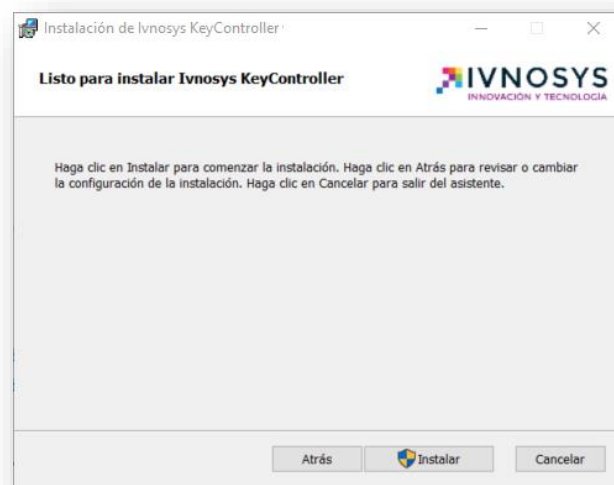 Instalación de Ivnosys KeyController
Listo para instalar Ivnosys KeyController
IVNOSYS
INNOVACIÓN Y TECNOLOGÍA
Haga clic en Instalar para comenzar la instalación. Haga clic en Atrás para revisar o cambiar
la configuración de la instalación. Haga clic en Cancelar para salir del asistente.
Atrás
Instalar
Cancelar